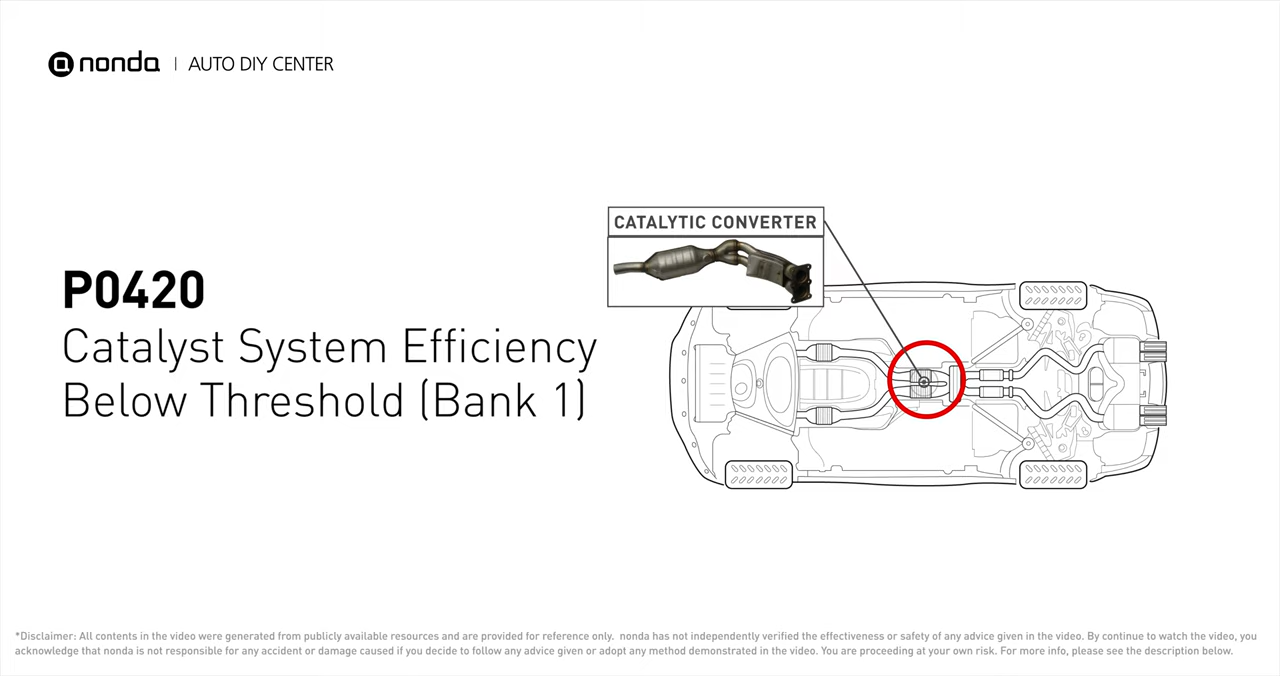 nonda | AUTO DIY CENTER
CATALYTIC CONVERTER
P0420
Catalyst System Efficiency
Below Threshold (Bank 1)
*Disclaimer: All contents in the video were generated from publicly available resources and are provided for reference only. nonda has not independently verified the effectiveness or safety of any advice given in the video. By continue to watch the video, you
acknowledge that nonda is not responsible for any accident or damage caused if you decide to follow any advice given or adopt any method demonstrated in the video. You are proceeding at your own risk. For more info, please see the description below.